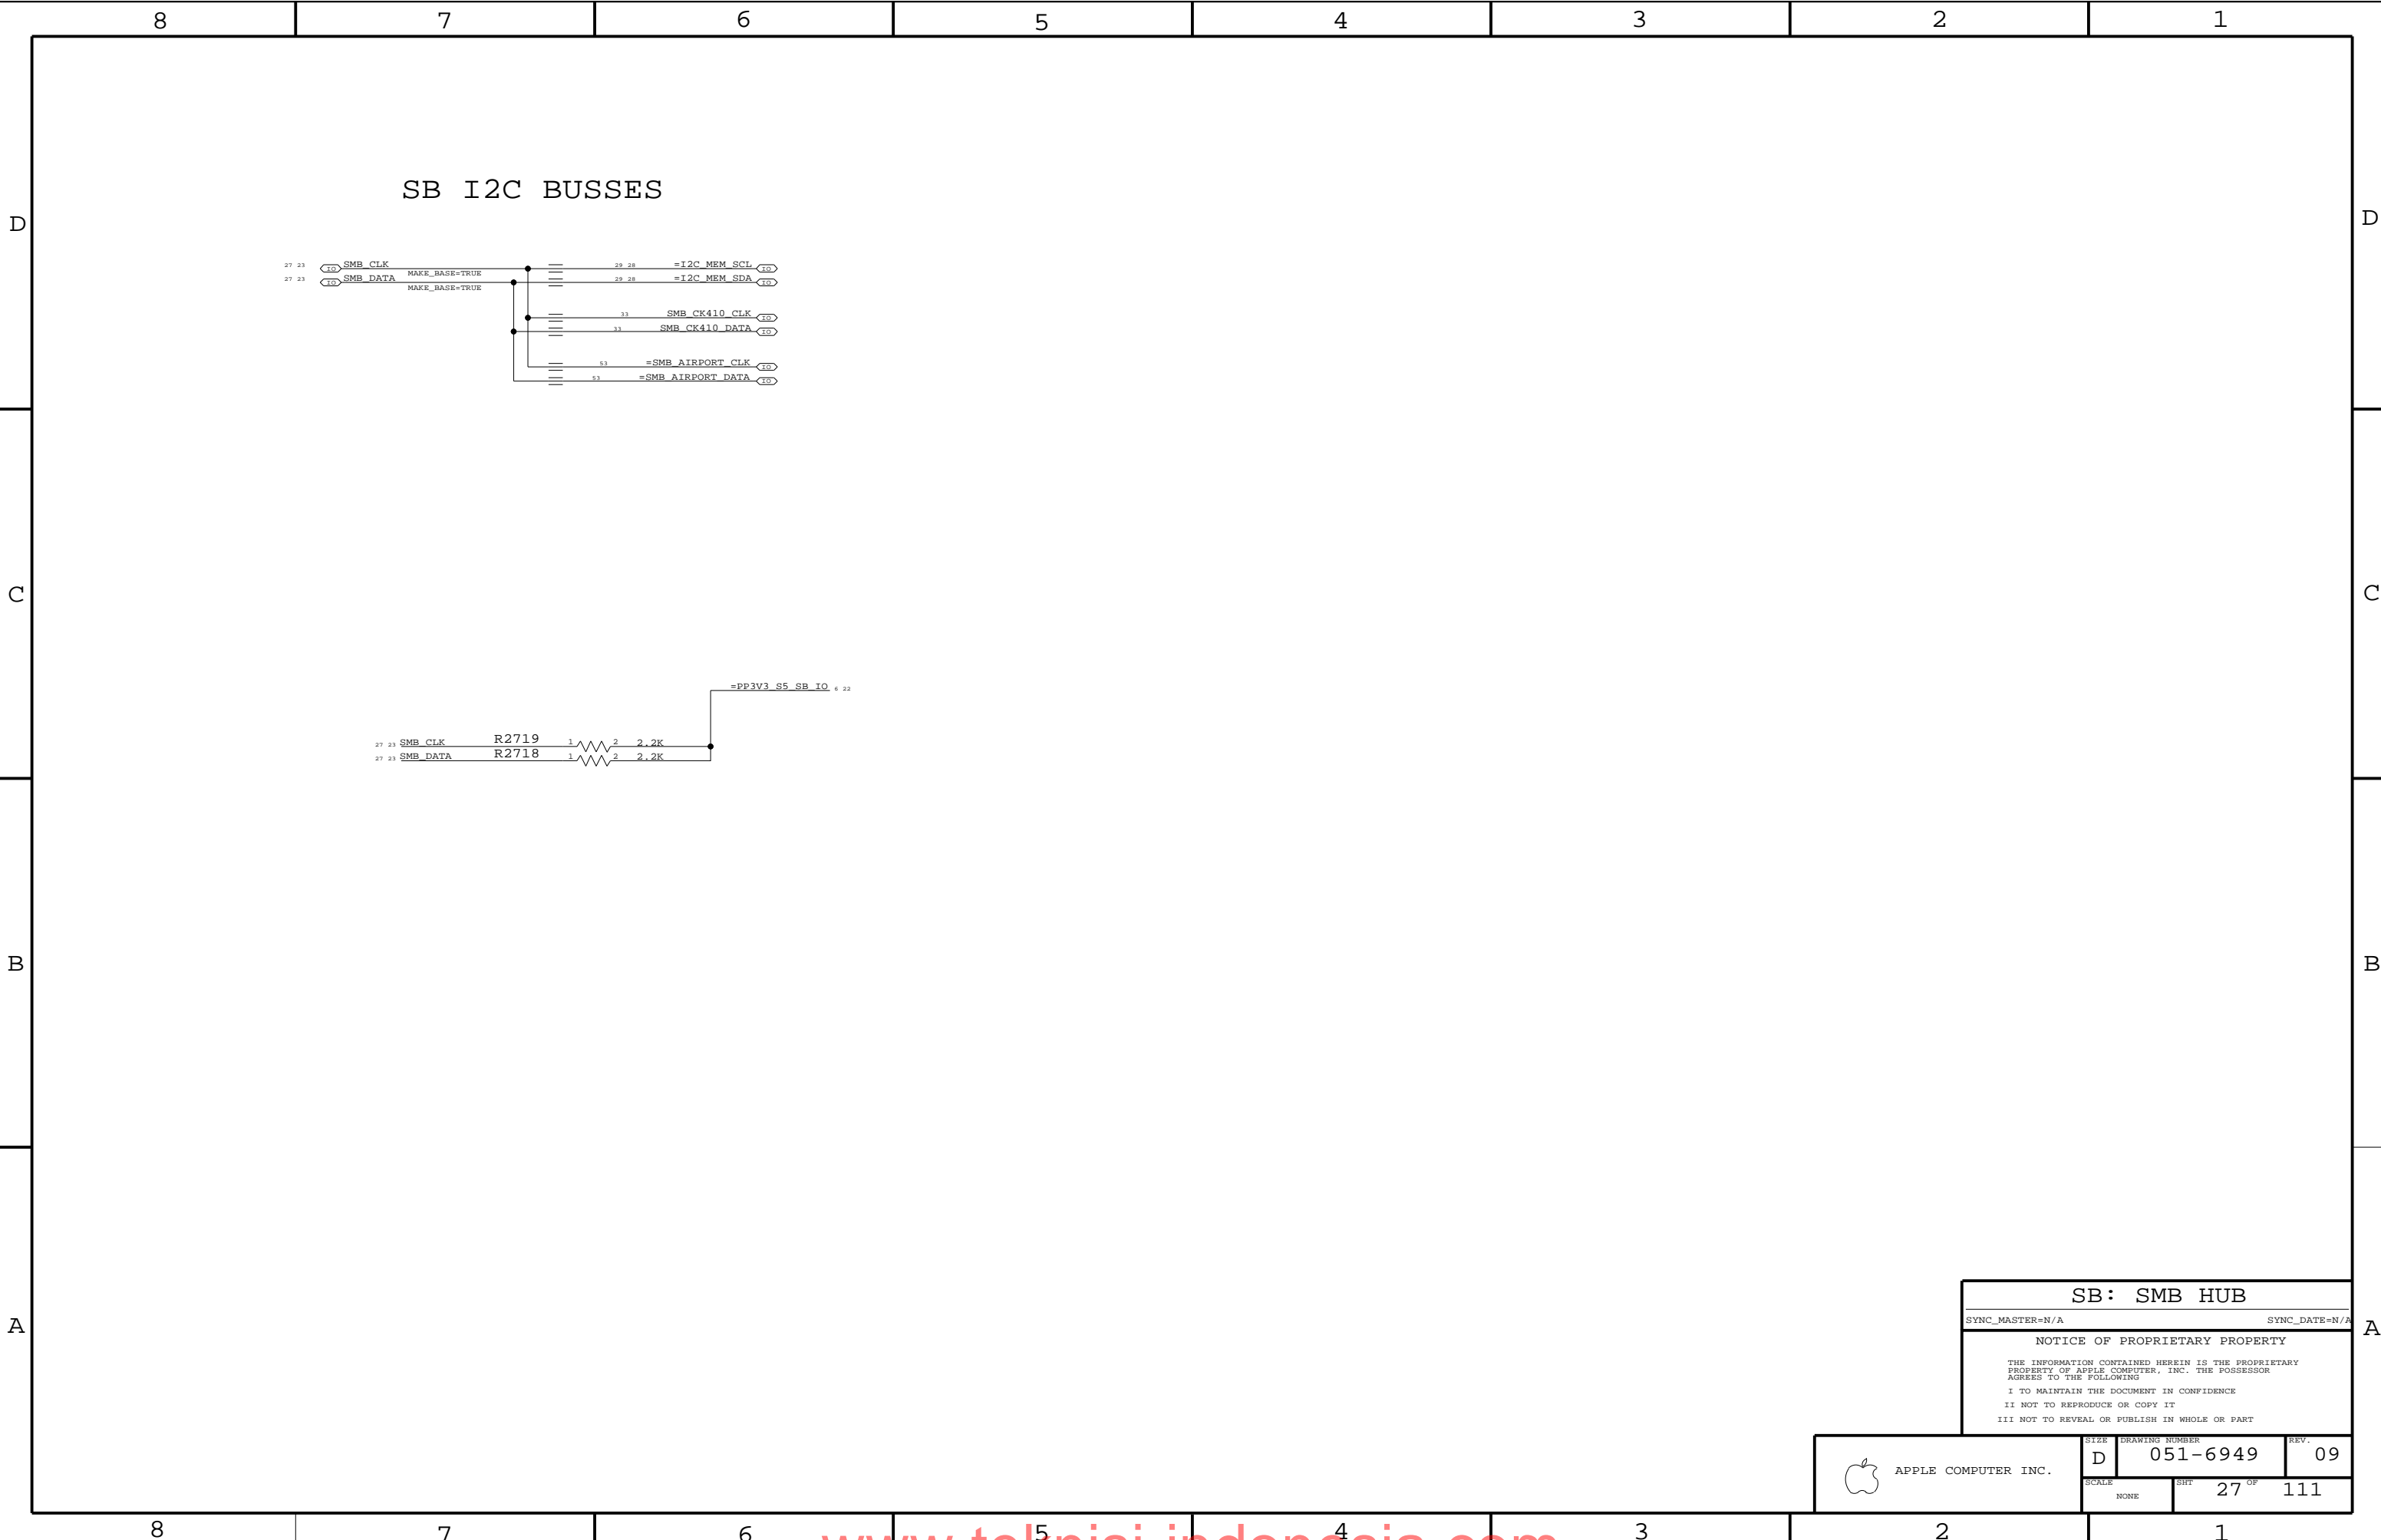 8 7 6 5 4 3 2 1
SB I2C BUSSES
D D
27 23 IO SMB_CLK MAKE_BASE=TRUE 29 28 =I2C_MEM_SCL IO
27 23 IO SMB_DATA MAKE_BASE=TRUE 29 28 =I2C_MEM_SDA IO
33 SMB_CK410_CLK IO
33 SMB_CK410_DATA IO
53 =SMB_AIRPORT_CLK IO
53 =SMB_AIRPORT_DATA IO
C C
=PP3V3_S5_SB_IO 6 22
27 23 SMB_CLK R2719 1 2 2.2K
27 23 SMB_DATA R2718 1 2 2.2K
B B
A A
SB: SMB HUB
SYNC_MASTER=N/A SYNC_DATE=N/A
NOTICE OF PROPRIETARY PROPERTY
THE INFORMATION CONTAINED HEREIN IS THE PROPRIETARY
PROPERTY OF APPLE COMPUTER, INC. THE POSSESSOR
AGREES TO THE FOLLOWING
I TO MAINTAIN THE DOCUMENT IN CONFIDENCE
II NOT TO REPRODUCE OR COPY IT
III NOT TO REVEAL OR PUBLISH IN WHOLE OR PART
APPLE COMPUTER INC.
SIZE DRAWING NUMBER REV.
D 051-6949 09
SCALE SHT OF
NONE 27 111
8 7 6 5 4 3 2 1
www.teknisi-indonesia.com